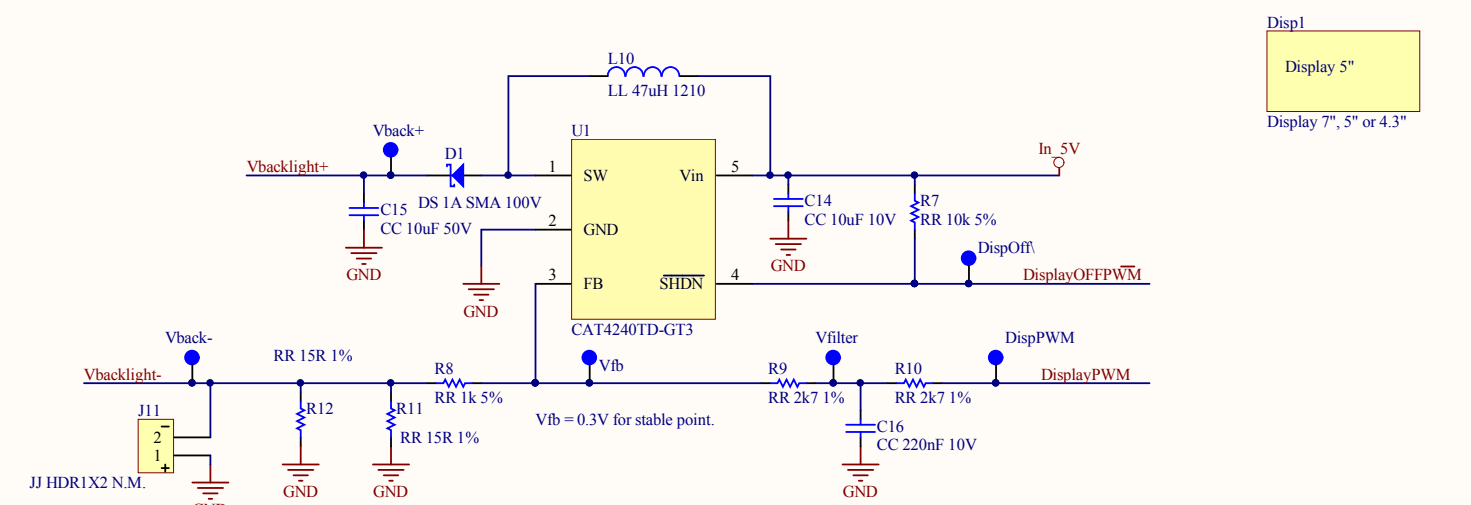 Disp1
Display 5"
Display 7", 5" or 4.3"
L10
LL 47uH 1210
U1
Vback+
D1
In_5V
Vbacklight+
1
SW
Vin
5
DS 1A SMA 100V
C15
CC 10uF 50V
GND
C14
CC 10uF 10V
GND
R7
RR 10k 5%
2
GND
GND
DispOff\
3
FB
SHDN
4
DisplayOFFPWM
CAT4240TD-GT3
Vback-
RR 15R 1%
Vfilter
DispPWM
Vbacklight-
R8
RR 1k 5%
Vfb
R9
RR 2k7 1%
R10
RR 2k7 1%
DisplayPWM
J11
2
1
+
JJ HDR1X2 N.M.
R12
R11
RR 15R 1%
Vfb = 0.3V for stable point.
C16
CC 220nF 10V
GND
GND
GND
GND